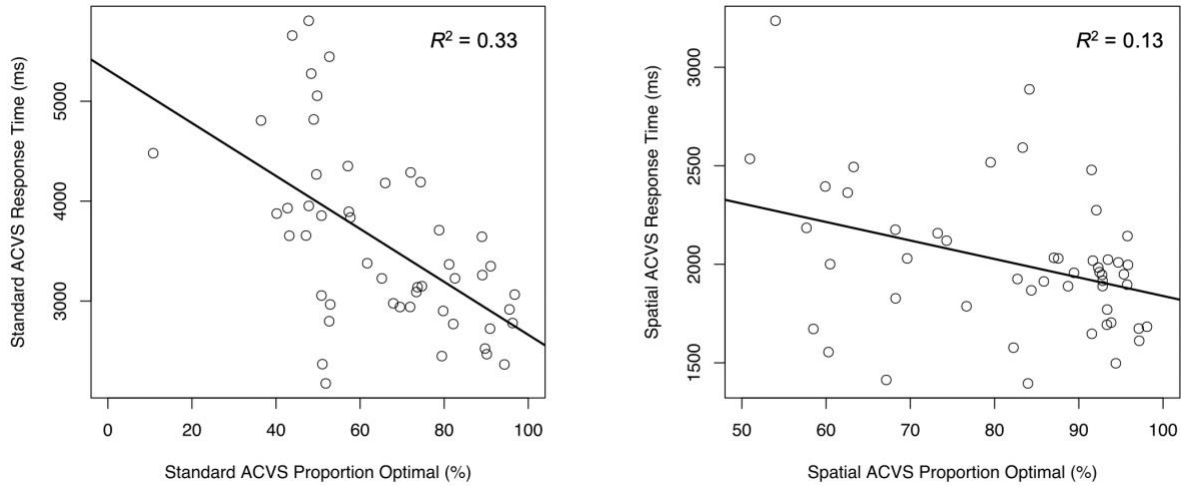 R² = 0.33
Standard ACVS Response Time (ms)
5000
4000
3000
0 20 40 60 80 100
Standard ACVS Proportion Optimal (%)
R² = 0.13
Spatial ACVS Response Time (ms)
3000
2500
2000
1500
50 60 70 80 90 100
Spatial ACVS Proportion Optimal (%)